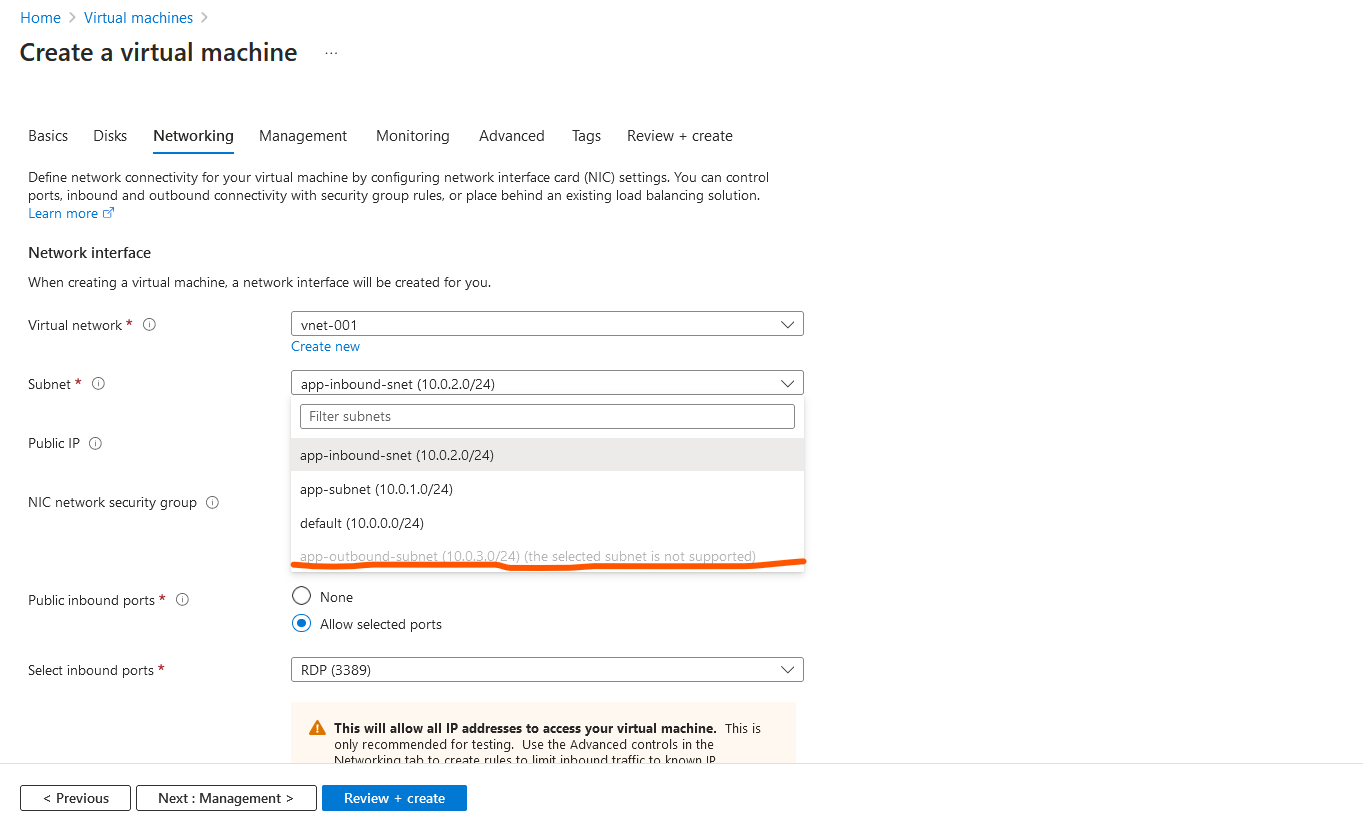 Home > Virtual machines >
Create a virtual machine ...
Basics Disks Networking Management Monitoring Advanced Tags Review + create
Define network connectivity for your virtual machine by configuring network interface card (NIC) settings. You can control
ports, inbound and outbound connectivity with security group rules, or place behind an existing load balancing solution.
Learn more
Network interface
When creating a virtual machine, a network interface will be created for you.
Virtual network * vnet-001
Create new
Subnet * app-inbound-snet (10.0.2.0/24)
Filter subnets
Public IP
app-inbound-snet (10.0.2.0/24)
app-subnet (10.0.1.0/24)
NIC network security group
default (10.0.0.0/24)
app-outbound-subnet (10.0.3.0/24) (the selected subnet is not supported)
Public inbound ports * None
Allow selected ports
Select inbound ports * RDP (3389)
This will allow all IP addresses to access your virtual machine. This is
only recommended for testing. Use the Advanced controls in the
Networking tab to create rules to limit inbound traffic to known IP
< Previous Next : Management > Review + create